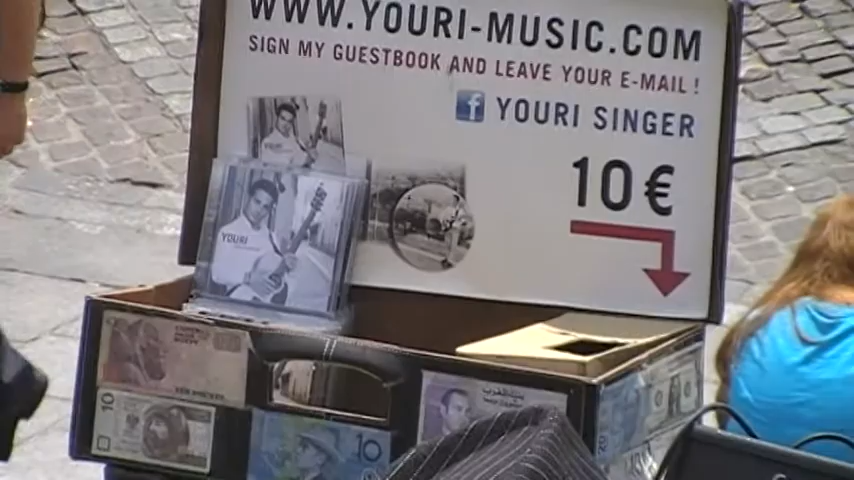 WWW.YOURI-MUSIC.COM
SIGN MY GUESTBOOK AND LEAVE YOUR E-MAIL !
YOURI SINGER
10 €
YOURI
10
10